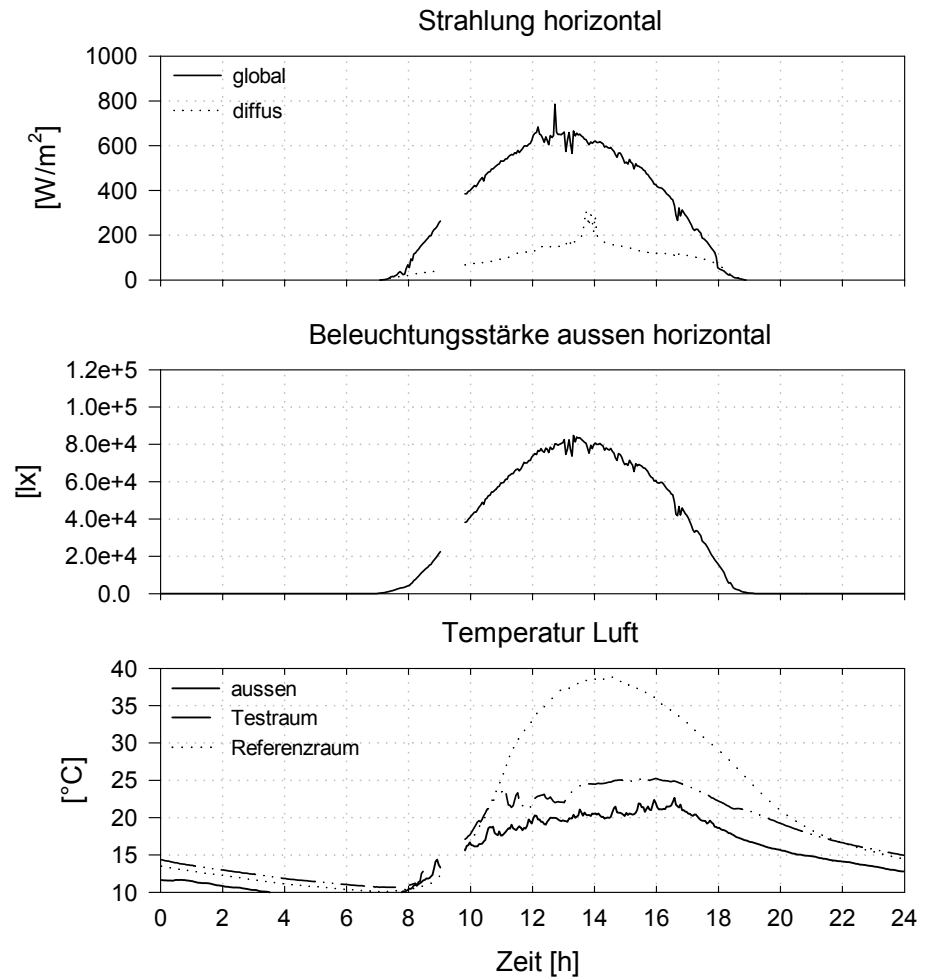 Strahlung horizontal
1000
800
600
400
200
0
[W/m²]
global
diffus
Beleuchtungsstärke aussen horizontal
1.2e+5
1.0e+5
8.0e+4
6.0e+4
4.0e+4
2.0e+4
0.0
[lx]
Temperatur Luft
40
35
30
25
20
15
10
[°C]
aussen
Testraum
Referenzraum
0 2 4 6 8 10 12 14 16 18 20 22 24
Zeit [h]